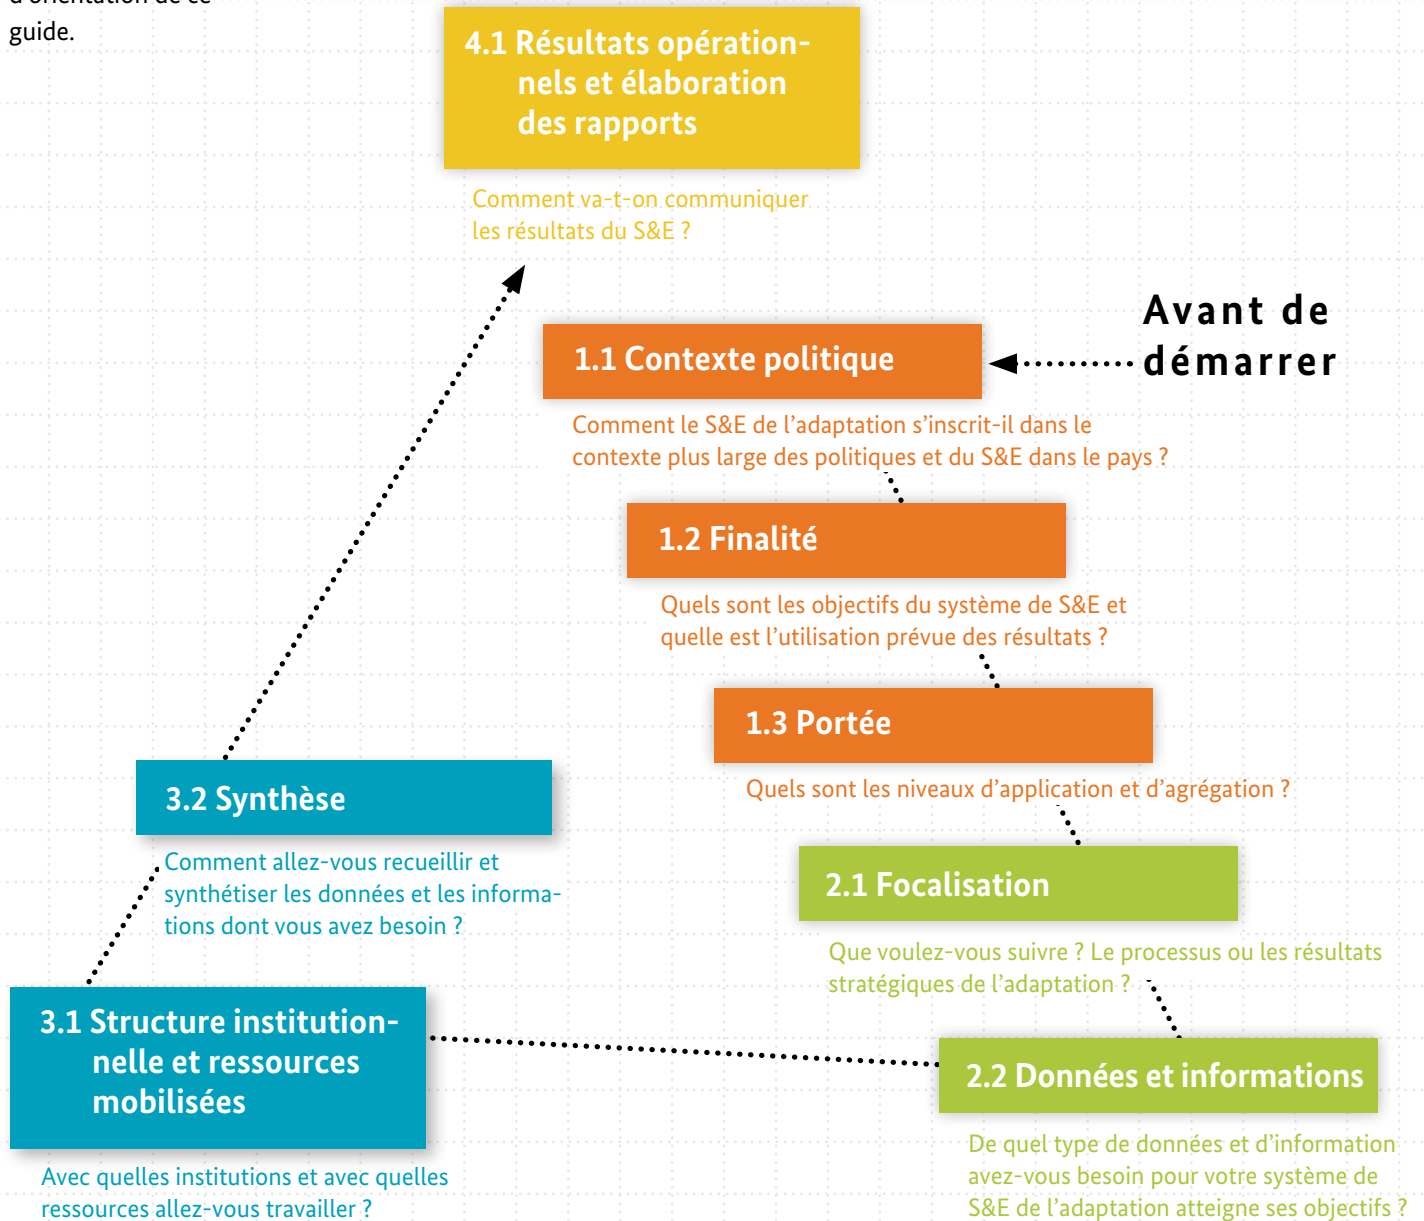 d'orientation de ce
guide.
4.1 Résultats opération-
nels et élaboration
des rapports
Comment va-t-on communiquer
les résultats du S&E ?
Avant de
démarrer
1.1 Contexte politique
Comment le S&E de l’adaptation s’inscrit-il dans le
contexte plus large des politiques et du S&E dans le pays ?
1.2 Finalité
Quels sont les objectifs du système de S&E et
quelle est l’utilisation prévue des résultats ?
1.3 Portée
Quels sont les niveaux d’application et d’agrégation ?
2.1 Focalisation
Que voulez-vous suivre ? Le processus ou les résultats
stratégiques de l’adaptation ?
2.2 Données et informations
De quel type de données et d’information
avez-vous besoin pour votre système de
S&E de l’adaptation atteigne ses objectifs ?
3.1 Structure institution-
nelle et ressources
mobilisées
Avec quelles institutions et avec quelles
ressources allez-vous travailler ?
3.2 Synthèse
Comment allez-vous recueillir et
synthétiser les données et les informa-
tions dont vous avez besoin ?